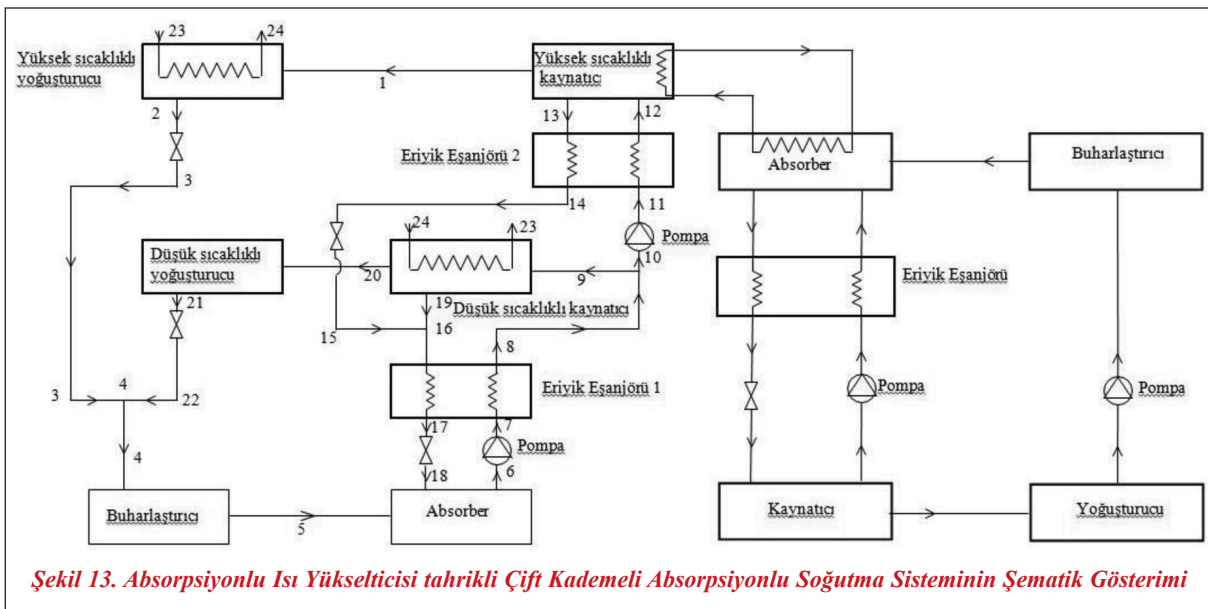 23
24
Yüksek sıcaklıklı
yoğuşturucu
1
Yüksek sıcaklıklı
kaynatıcı
2
13
12
Eriyik Eşanjörü 2
Absorber
Buharlaştırıcı
3
14
11
24
23
Pompa
Düşük sıcaklıklı
yoğuşturucu
20
9
10
Eriyik Eşanjörü
21
19
Düşük sıcaklıklı kaynatıcı
15
16
8
3
4
22
Eriyik Eşanjörü 1
Pompa
Pompa
17
7
Pompa
4
18
6
Buharlaştırıcı
5
Absorber
Kaynatıcı
Yoğuşturucu
Şekil 13. Absorpsiyonlu Isı Yükselticisi tahrikli Çift Kademeli Absorpsiyonlu Soğutma Sisteminin Şematik Gösterimi